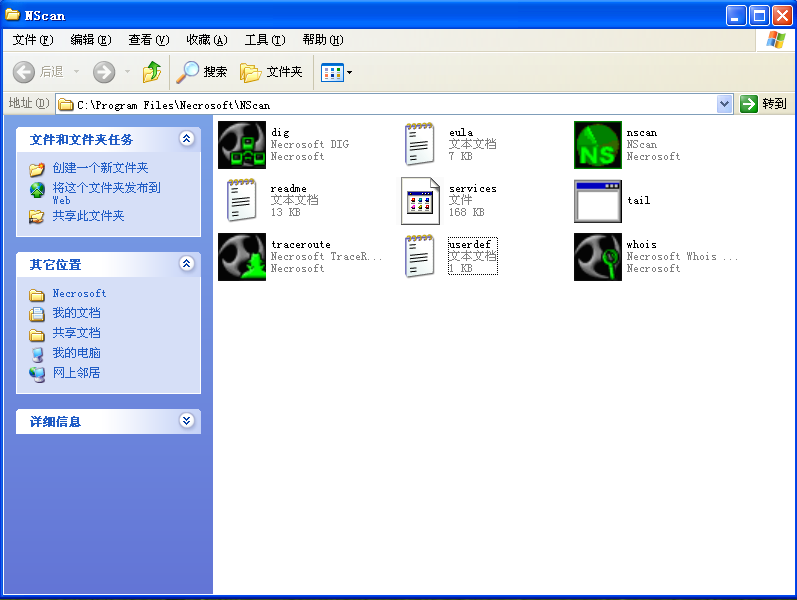 NScan
文件(F) 编辑(E) 查看(V) 收藏(A) 工具(T) 帮助(H)
后退 搜索 文件夹
地址(D) C:\Program Files\Necrosoft\NScan 转到
文件和文件夹任务
创建一个新文件夹
将这个文件夹发布到
Web
共享此文件夹
其它位置
Necrosoft
我的文档
共享文档
我的电脑
网上邻居
详细信息
dig
Necrosoft DIG
Necrosoft
eula
文本文档
7 KB
NS
nscan
NScan
Necrosoft
readme
文本文档
13 KB
services
文件
168 KB
tail
traceroute
Necrosoft TraceR...
Necrosoft
userdef
文本文档
1 KB
whois
Necrosoft Whois ...
Necrosoft